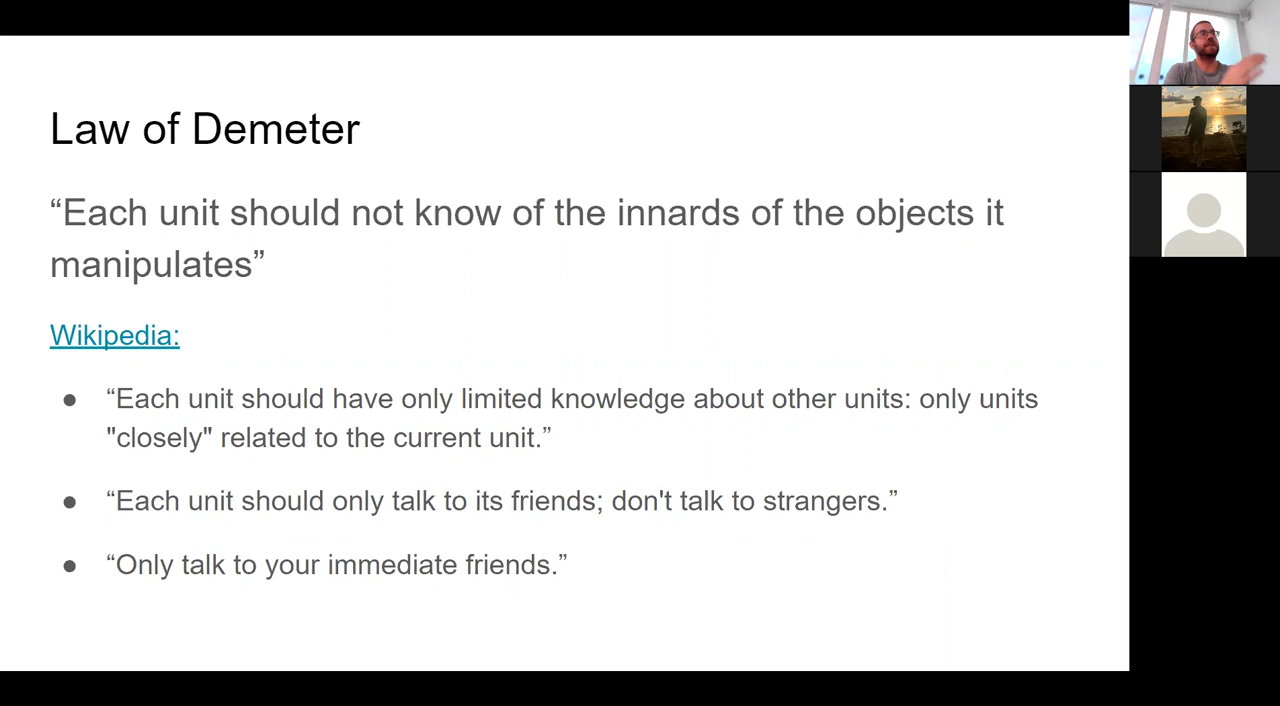 Law of Demeter
“Each unit should not know of the innards of the objects it
manipulates”
Wikipedia:
● “Each unit should have only limited knowledge about other units: only units
"closely" related to the current unit.”
● “Each unit should only talk to its friends; don't talk to strangers.”
● “Only talk to your immediate friends.”